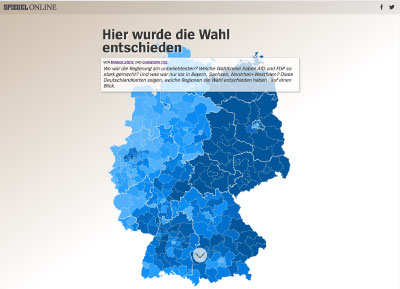 SPIEGEL ONLINE
Hier wurde die Wahl
entschieden
VON UND
Wo war die Regierung am unbeliebtesten? Welche Wahlkreise haben AfD und FDP so
stark gemacht? Und was war nur los in Bayern, Sachsen, Nordrhein-Westfalen? Diese
Deutschlandkarten zeigen, welche Regionen die Wahl entschieden haben - auf einen
Blick.